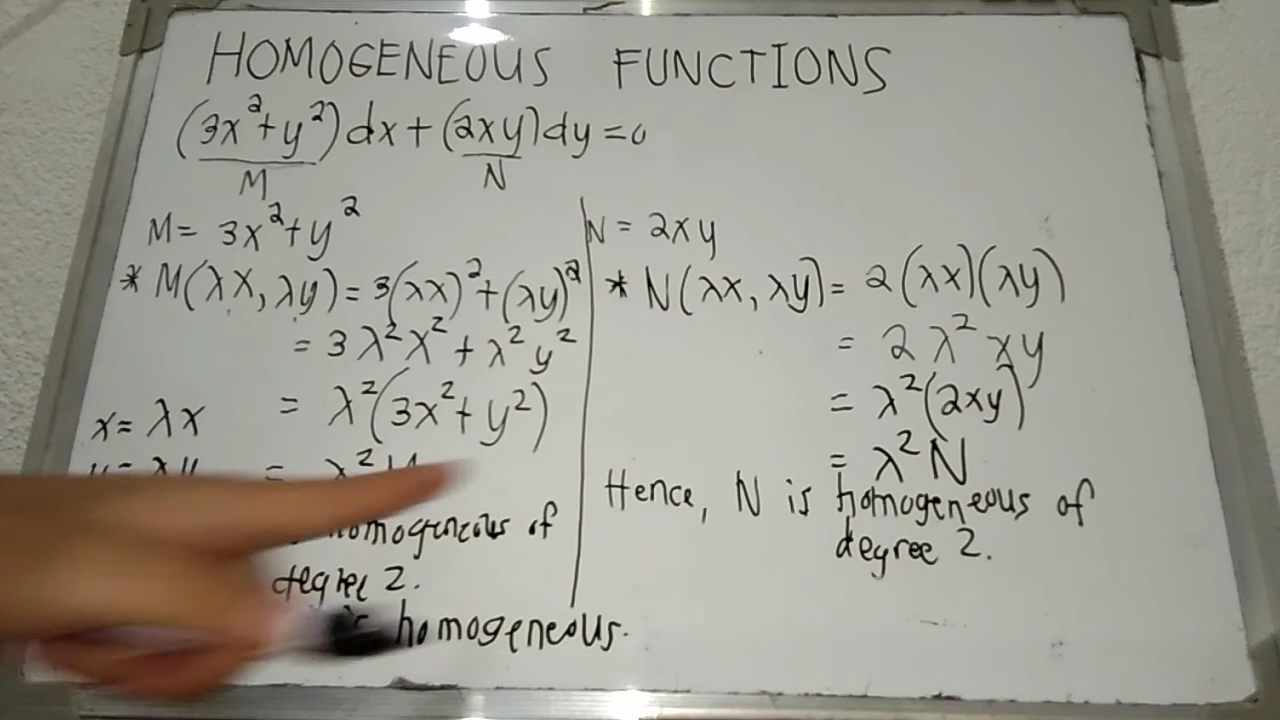 HOMOGENEOUS FUNCTIONS
(3x²+y²)dx+(2xy)dy=0
M N
M= 3x²+y²
* M(λx, λy)=3(λx)²+(λy)²
= 3λ²x²+λ²y²
= λ²(3x²+y²)
x= λx
= λ²
homogeneous of
degree 2.
homogeneous.
N = 2xy
* N(λx, λy)= 2(λx)(λy)
= 2λ²xy
= λ²(2xy)
= λ²N
Hence, N is homogeneous of
degree 2.